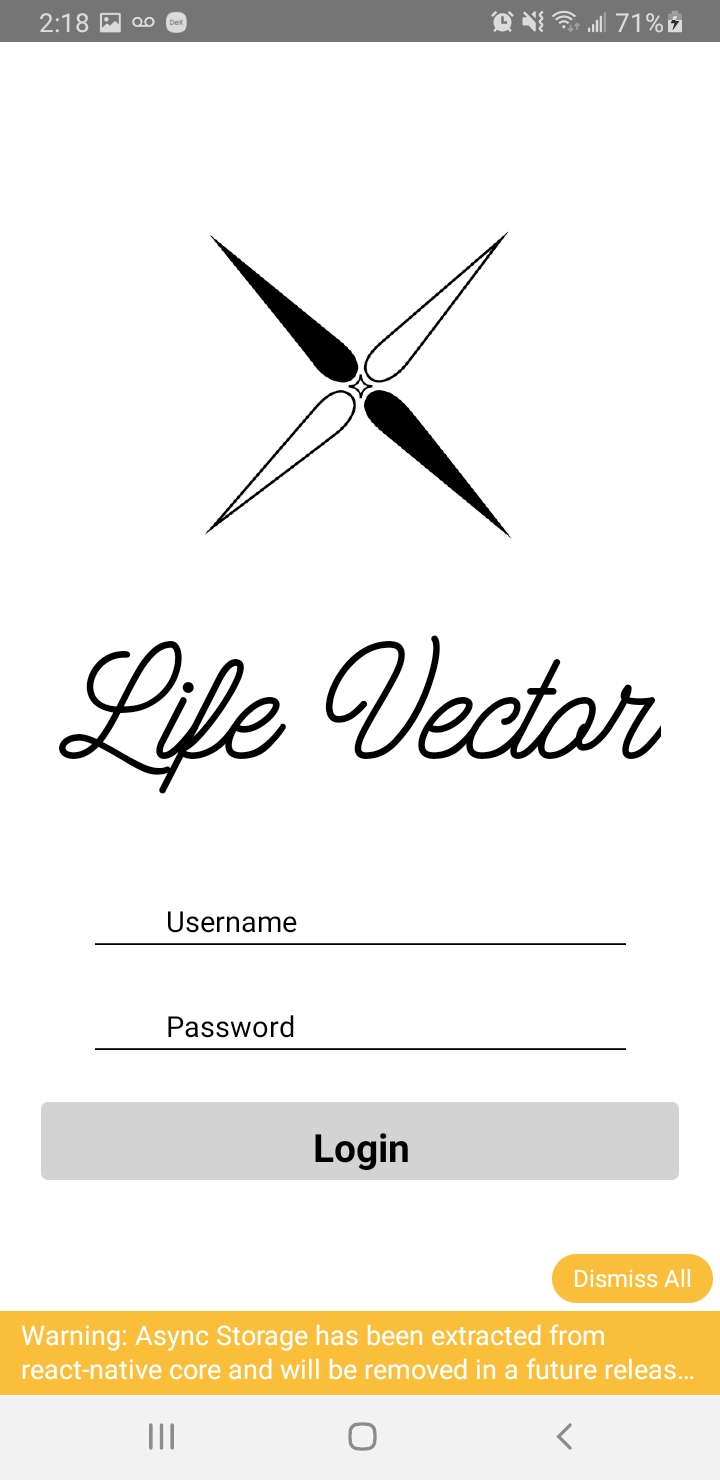 2:18
DeX
71%
Life Vector
Username
Password
Login
Dismiss All
Warning: Async Storage has been extracted from
react-native core and will be removed in a future releas...